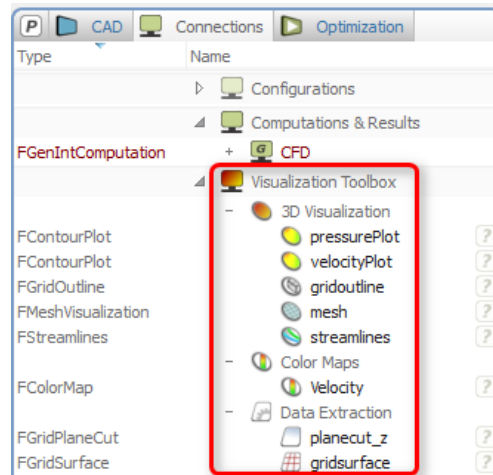 P CAD Connections Optimization
Type Name
Configurations
Computations & Results
FGenIntComputation + G CFD
Visualization Toolbox
- 3D Visualization
FContourPlot pressurePlot ?
FContourPlot velocityPlot ?
FGridOutline gridoutline ?
FMeshVisualization mesh ?
FStreamlines streamlines ?
- Color Maps
FColorMap Velocity ?
- Data Extraction
FGridPlaneCut planecut_z ?
FGridSurface gridsurface ?